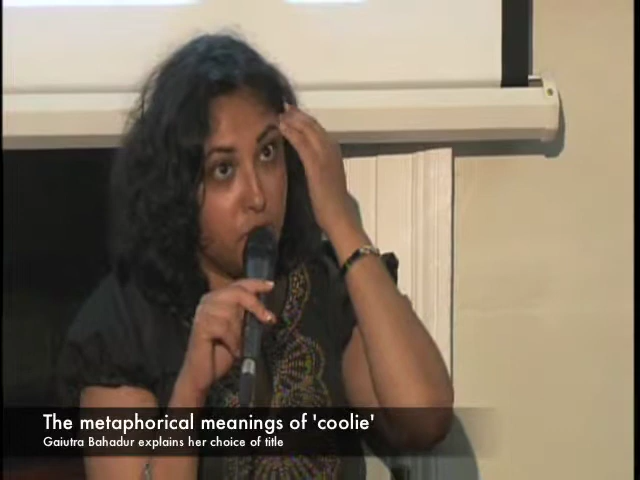 The metaphorical meanings of 'coolie'
Gaiutra Bahadur explains her choice of title